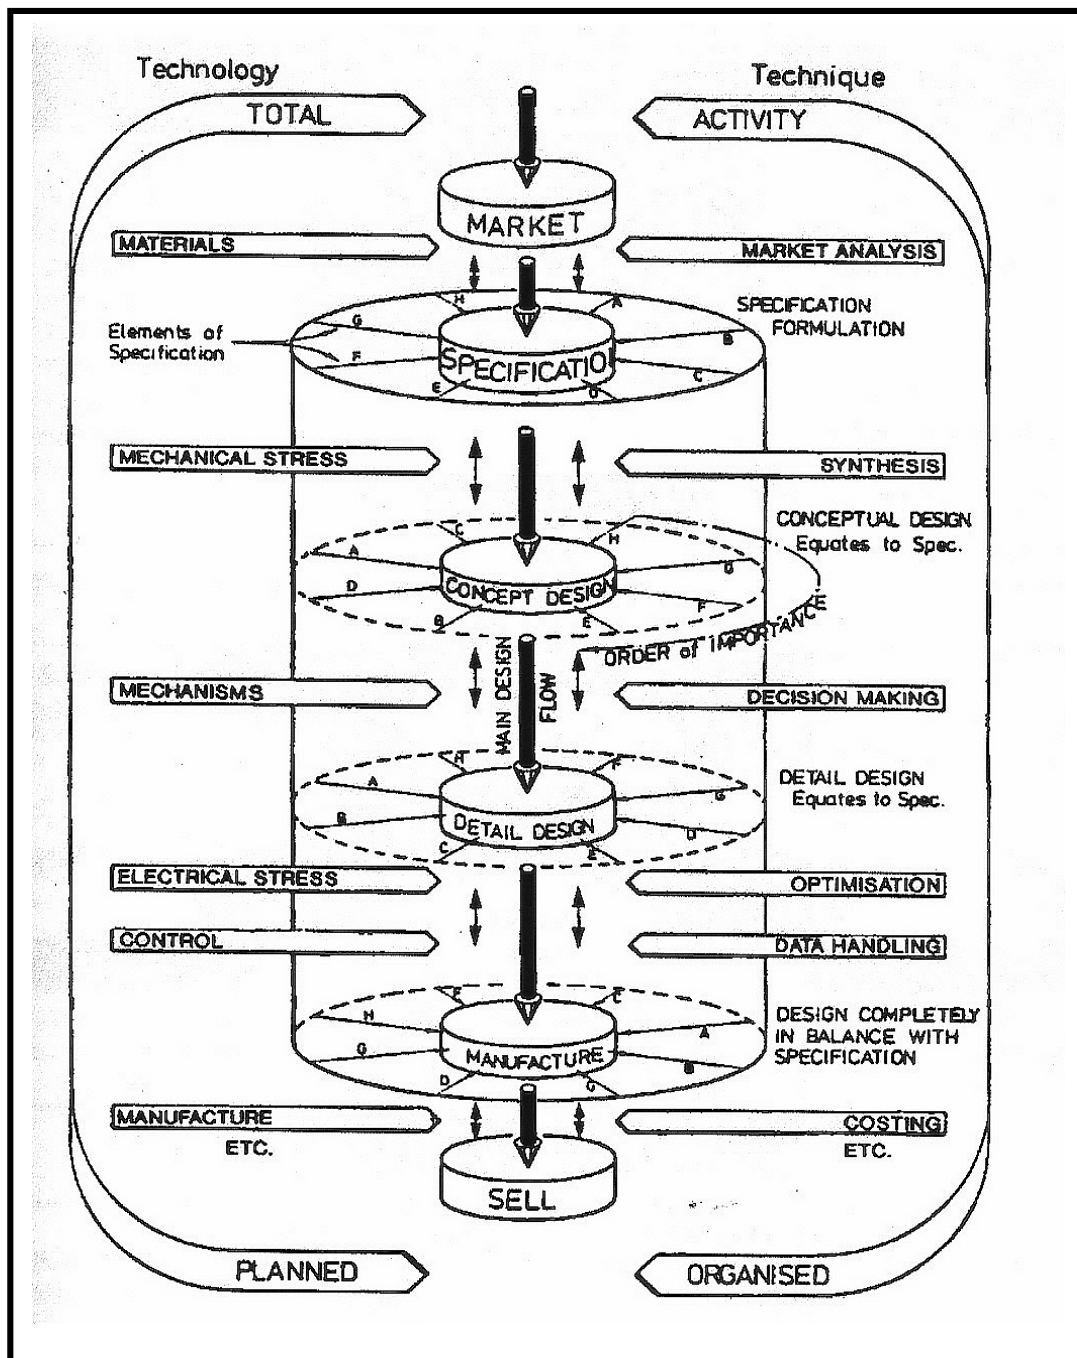 Technology
Technique
TOTAL
ACTIVITY
MARKET
MATERIALS
MARKET ANALYSIS
H
A
SPECIFICATION
FORMULATION
Elements of
Specification
G
B
SPECIFICATION
F
C
E
D
MECHANICAL STRESS
SYNTHESIS
CONCEPTUAL DESIGN
Equates to Spec.
C
H
A
G
D
CONCEPT DESIGN
F
B
E
ORDER of IMPORTANCE
MAIN DESIGN
FLOW
MECHANISMS
DECISION MAKING
H
F
DETAIL DESIGN
Equates to Spec.
A
G
B
DETAIL DESIGN
D
C
E
ELECTRICAL STRESS
OPTIMISATION
CONTROL
DATA HANDLING
F
C
DESIGN COMPLETELY
IN BALANCE WITH
SPECIFICATION
H
A
G
MANUFACTURE
B
D
G
MANUFACTURE
ETC.
COSTING
ETC.
SELL
PLANNED
ORGANISED